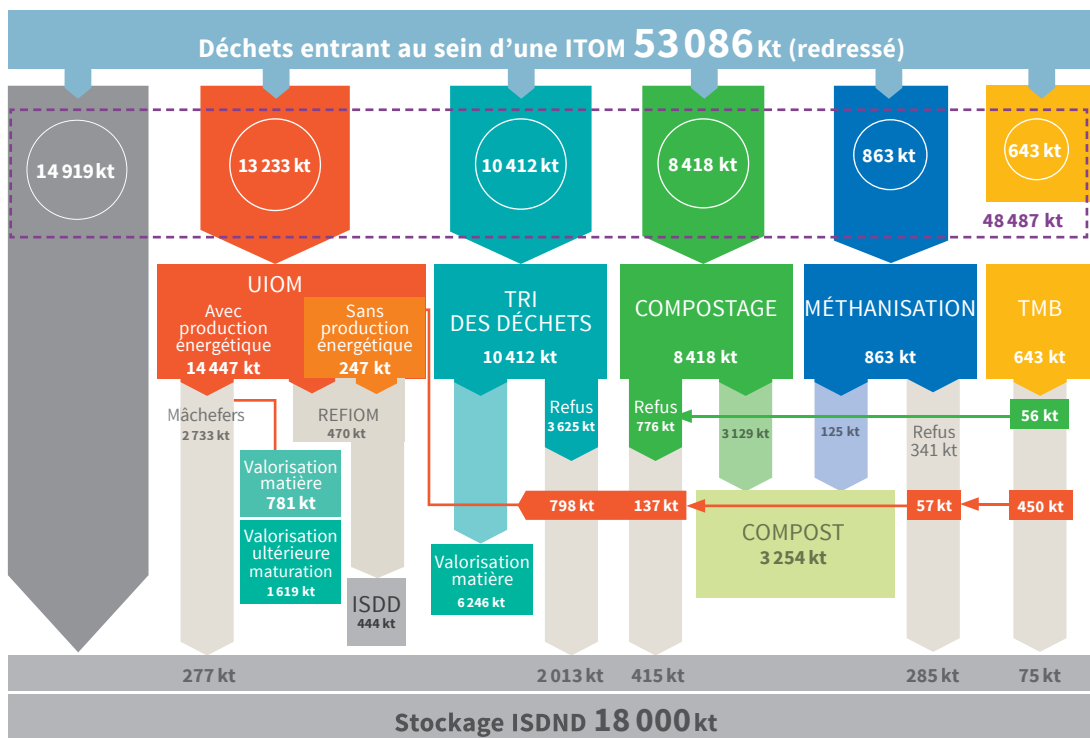 Déchets entrant au sein d'une ITOM 53 086 Kt (redressé)
14 919 kt
13 233 kt
10 412 kt
8 418 kt
863 kt
643 kt
48 487 kt
UIOM
Avec
production
énergétique
14 447 kt
Sans
production
énergétique
247 kt
TRI
DES DÉCHETS
10 412 kt
COMPOSTAGE
8 418 kt
MÉTHANISATION
863 kt
TMB
643 kt
Mâchefers
2 733 kt
REFIOM
470 kt
Refus
3 625 kt
Refus
776 kt
3 129 kt
125 kt
Refus
341 kt
56 kt
Valorisation
matière
781 kt
Valorisation
ultérieure
maturation
1 619 kt
ISDD
444 kt
Valorisation
matière
6 246 kt
798 kt
137 kt
57 kt
450 kt
COMPOST
3 254 kt
277 kt
2 013 kt
415 kt
285 kt
75 kt
Stockage ISDND 18 000 kt